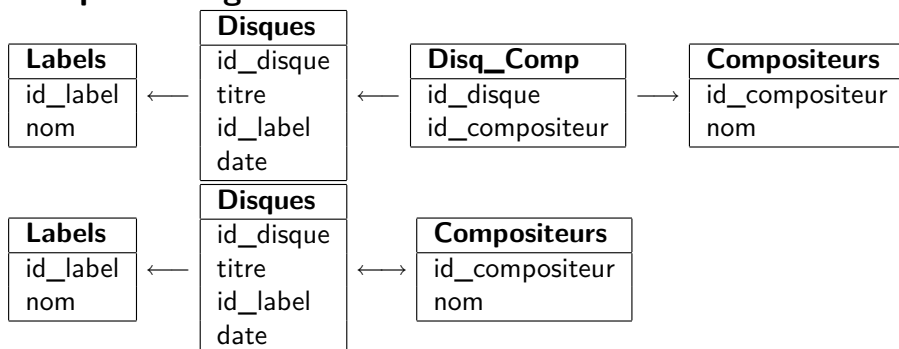 Disques
Labels
id_disque
Disq_Comp
Compositeurs
id_label
titre
id_disque
id_compositeur
nom
id_label
id_compositeur
nom
date
Disques
Labels
id_disque
Compositeurs
id_label
titre
id_compositeur
nom
id_label
nom
date